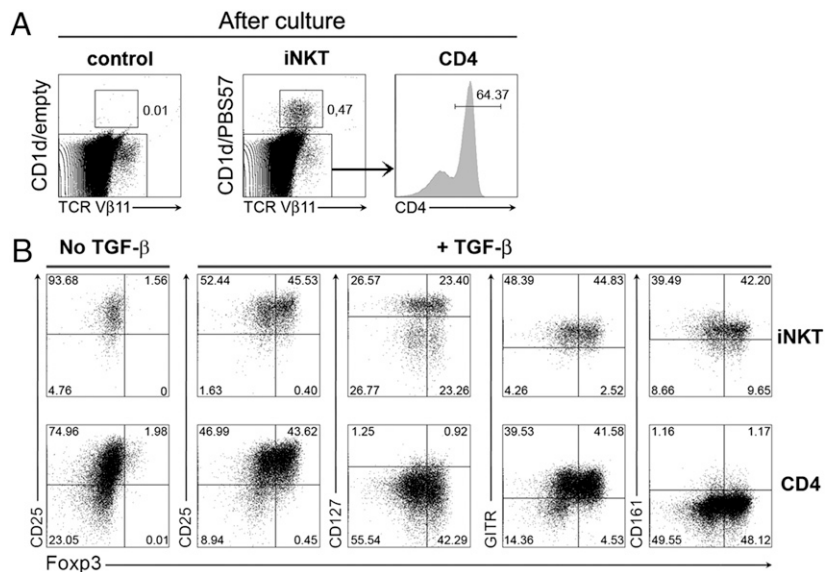 A
After culture
control
iNKT
CD4
CD1d/empty
0.01
TCR Vβ11
CD1d/PBS57
0,47
TCR Vβ11
64.37
CD4
B
No TGF-β
+ TGF-β
93.68 1.56
4.76 0
52.44 45.53
1.63 0.40
26.57 23.40
26.77 23.26
48.39 44.83
4.26 2.52
39.49 42.20
8.66 9.65
iNKT
74.96 1.98
23.05 0.01
CD25
46.99 43.62
8.94 0.45
CD25
1.25 0.92
55.54 42.29
CD127
39.53 41.58
14.36 4.53
GITR
1.16 1.17
49.55 48.12
CD161
CD4
Foxp3